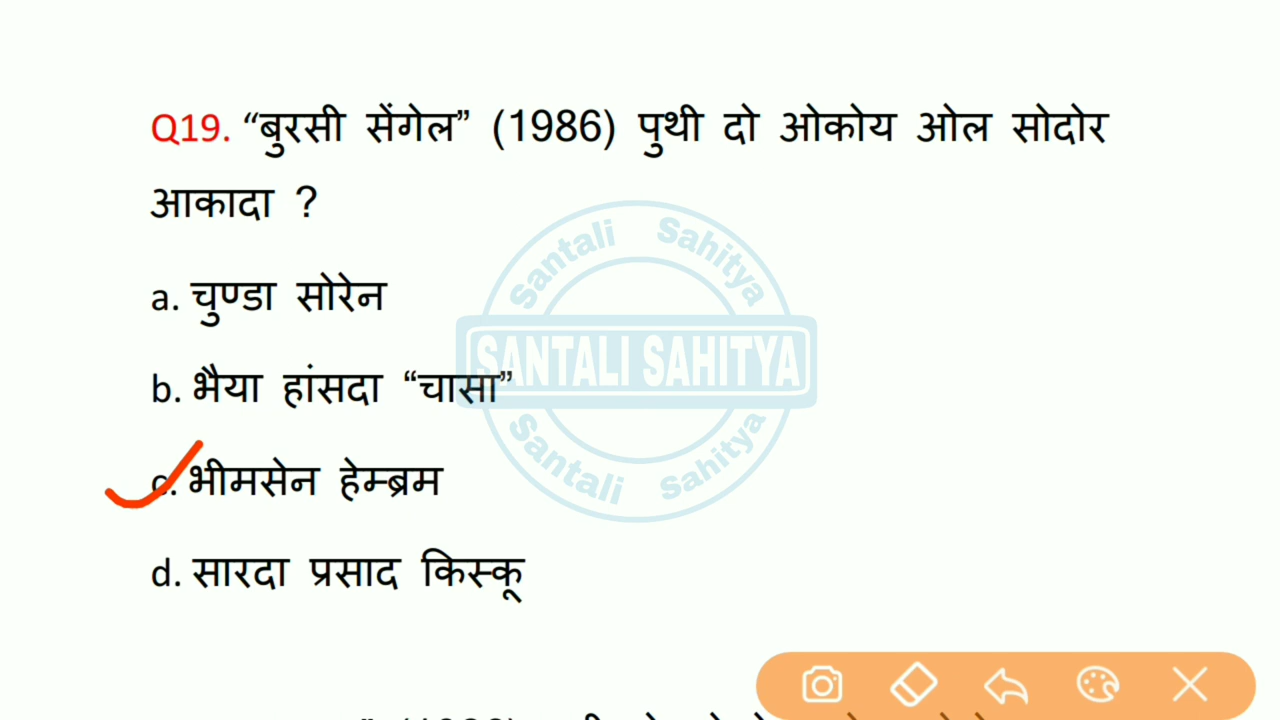 Q19. “बुरसी सेंगेल” (1986) पुथी दो ओकोय ओल सोदोर
आकादा ?
a. चुण्डा सोरेन
b. भैया हांसदा “चासा”
c. भीमसेन हेम्ब्रम
d. सारदा प्रसाद किस्कू
Santali Sahitya
SANTALI SAHITYA
Santali Sahitya